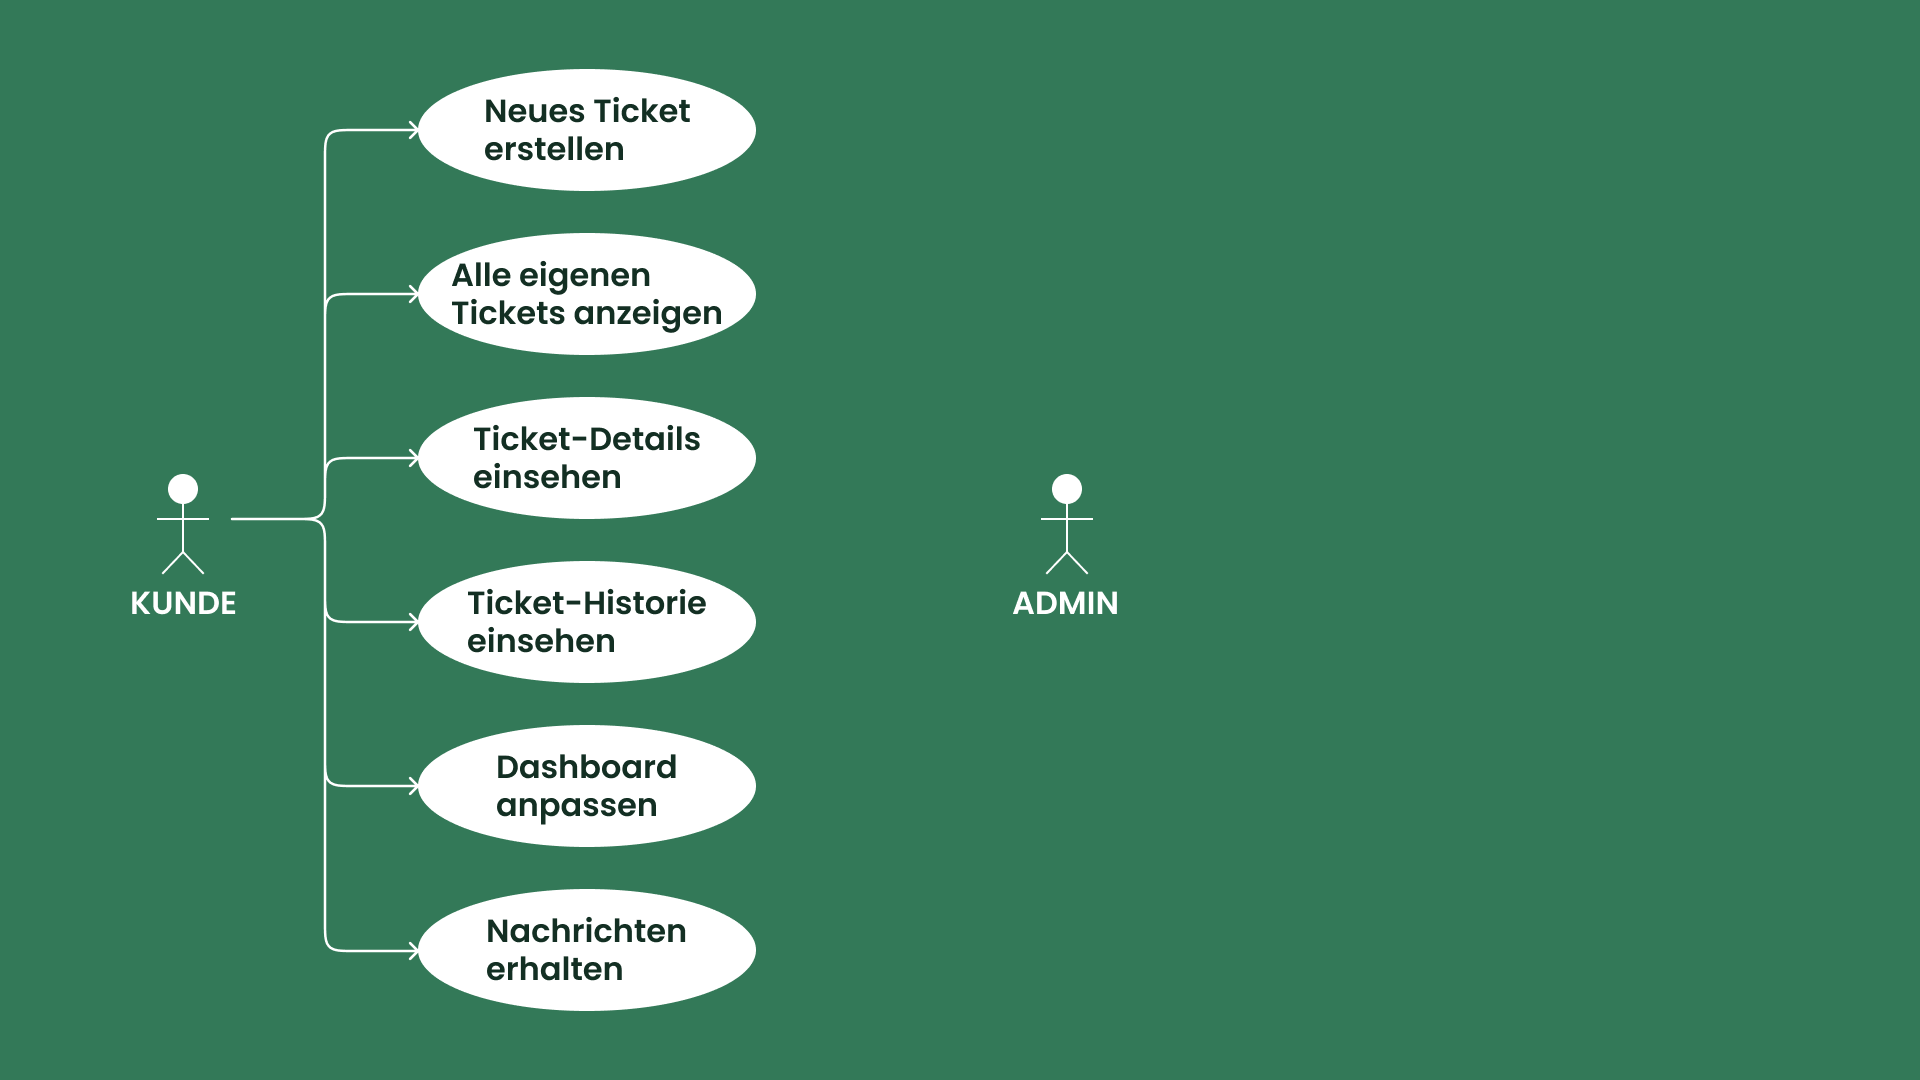 Neues Ticket
erstellen
Alle eigenen
Tickets anzeigen
Ticket-Details
einsehen
Ticket-Historie
einsehen
Dashboard
anpassen
Nachrichten
erhalten
KUNDE
ADMIN